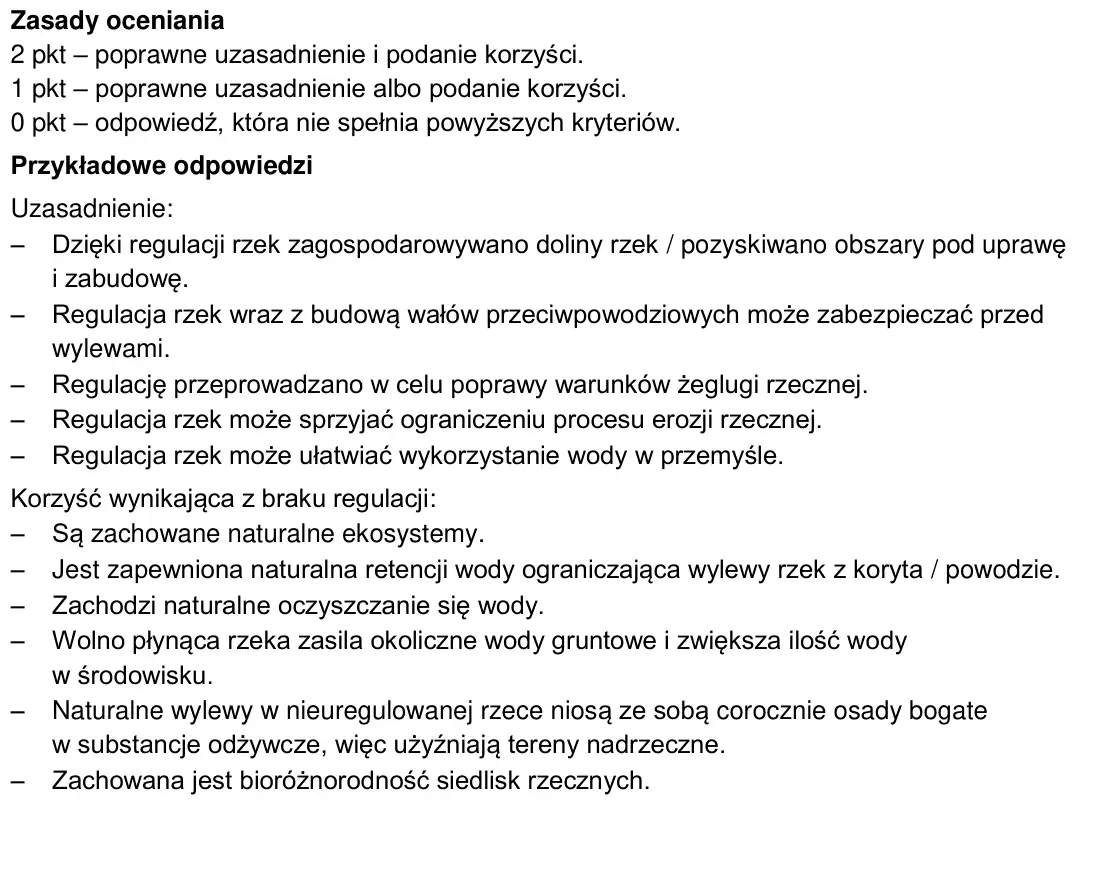 Zasady oceniania
2 pkt – poprawne uzasadnienie i podanie korzyści.
1 pkt – poprawne uzasadnienie albo podanie korzyści.
0 pkt – odpowiedź, która nie spełnia powyższych kryteriów.
Przykładowe odpowiedzi
Uzasadnienie:
– Dzięki regulacji rzek zagospodarowywano doliny rzek / pozyskiwano obszary pod uprawę
i zabudowę.
– Regulacja rzek wraz z budową wałów przeciwpowodziowych może zabezpieczać przed
wylewami.
– Regulację przeprowadzano w celu poprawy warunków żeglugi rzecznej.
– Regulacja rzek może sprzyjać ograniczeniu procesu erozji rzecznej.
– Regulacja rzek może ułatwiać wykorzystanie wody w przemyśle.
Korzyść wynikająca z braku regulacji:
– Są zachowane naturalne ekosystemy.
– Jest zapewniona naturalna retencji wody ograniczająca wylewy rzek z koryta / powodzie.
– Zachodzi naturalne oczyszczanie się wody.
– Wolno płynąca rzeka zasila okoliczne wody gruntowe i zwiększa ilość wody
w środowisku.
– Naturalne wylewy w nieuregulowanej rzece niosą ze sobą corocznie osady bogate
w substancje odżywcze, więc użyźniają tereny nadrzeczne.
– Zachowana jest bioróżnorodność siedlisk rzecznych.